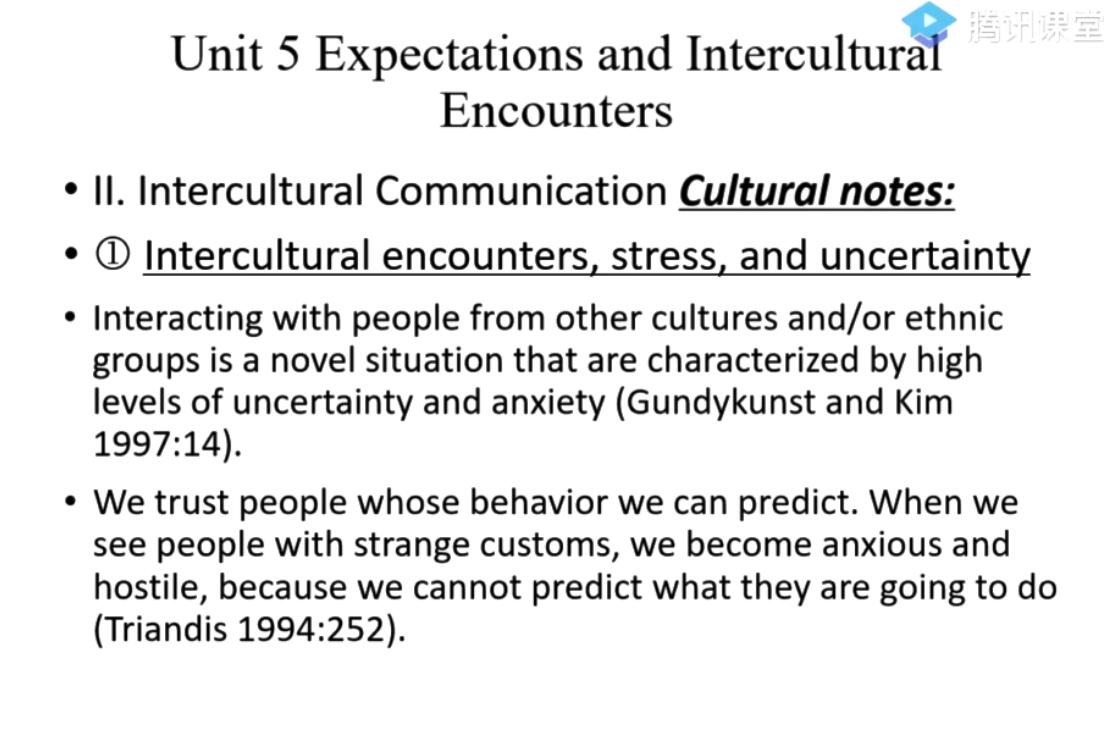 腾讯课堂
Unit 5 Expectations and Intercultural
Encounters
• II. Intercultural Communication Cultural notes:
• ① Intercultural encounters, stress, and uncertainty
• Interacting with people from other cultures and/or ethnic
groups is a novel situation that are characterized by high
levels of uncertainty and anxiety (Gundykunst and Kim
1997:14).
• We trust people whose behavior we can predict. When we
see people with strange customs, we become anxious and
hostile, because we cannot predict what they are going to do
(Triandis 1994:252).